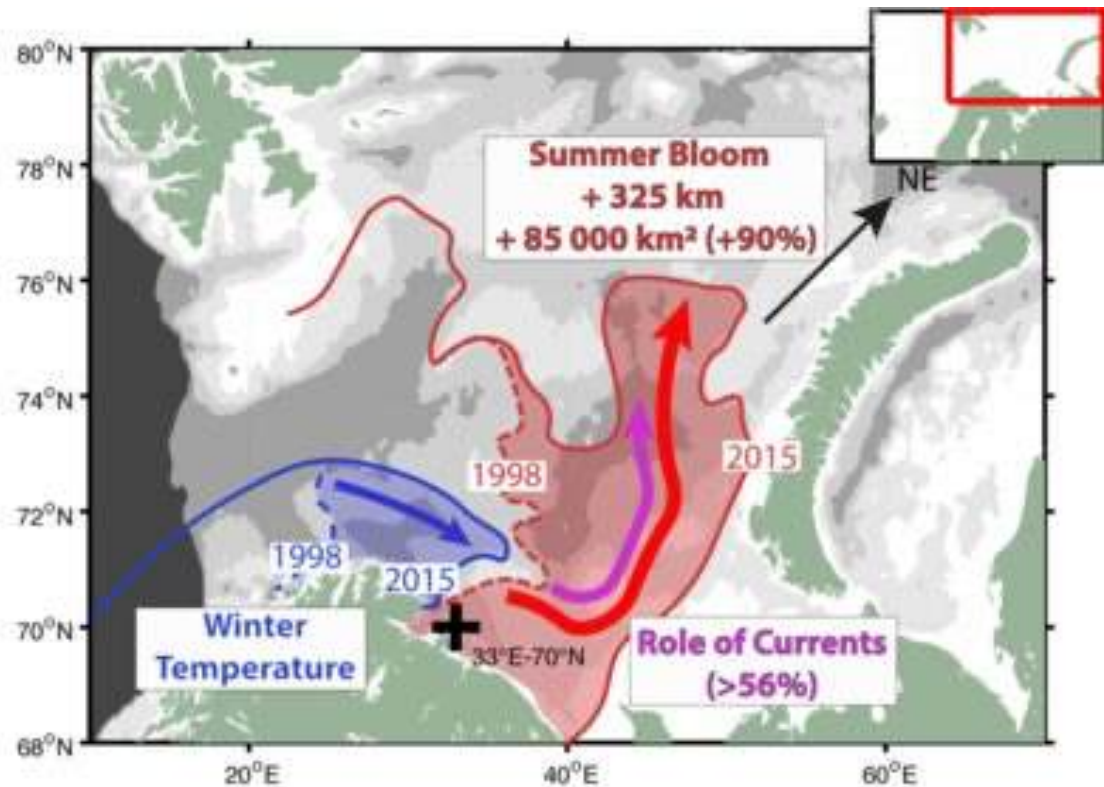 80°N
78°N
76°N
74°N
72°N
70°N
68°N
20°E
40°E
60°E
NE
Summer Bloom
+ 325 km
+ 85 000 km² (+90%)
1998
2015
1998
2015
Winter
Temperature
33°E-70°N
Role of Currents
(>56%)